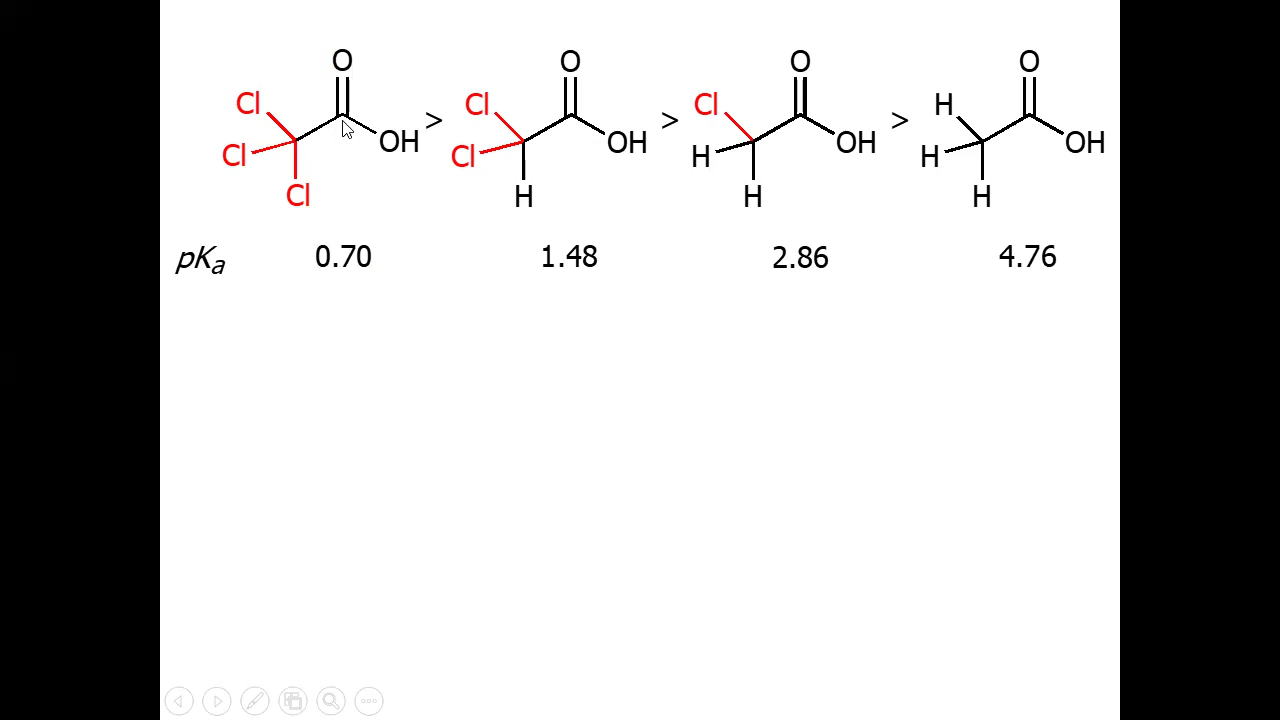 O O O O
Cl Cl Cl H
OH > OH > OH > OH
Cl Cl H H
Cl H H H
pKa 0.70 1.48 2.86 4.76